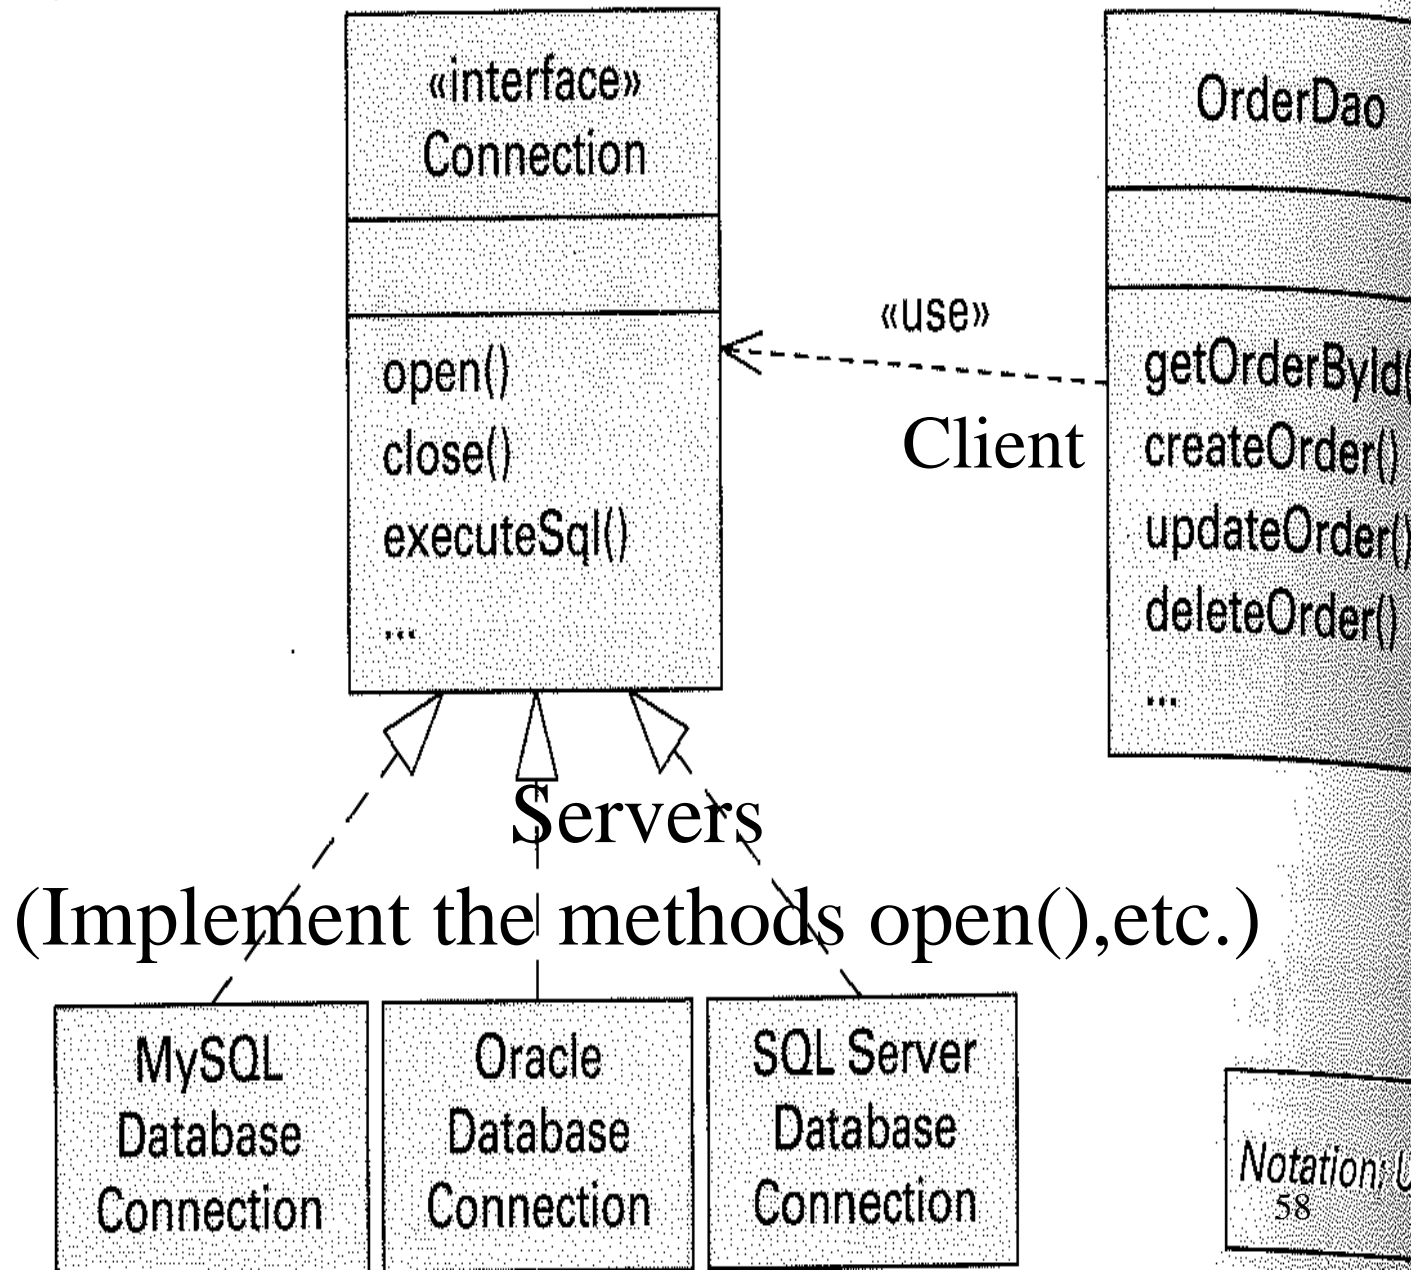 «interface»
Connection
open()
close()
executeSql()
...
«use»
Client
OrderDao
getOrderById(
createOrder()
updateOrder()
deleteOrder()
...
Servers
(Implement the methods open(),etc.)
MySQL
Database
Connection
Oracle
Database
Connection
SQL Server
Database
Connection
Notation: U
58